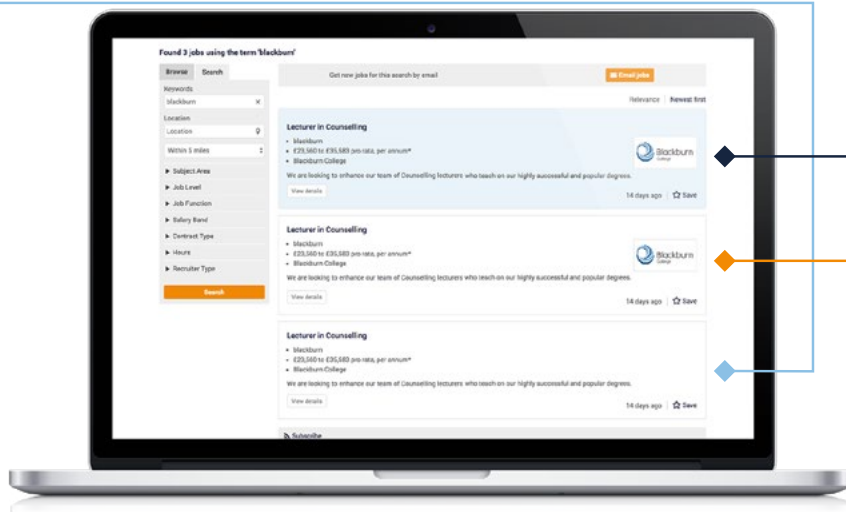 Found 3 jobs using the term 'blackburn'
Browse Search
Keywords
blackburn ×
Location
Location
Within 5 miles
Subject Area
Job Level
Job Function
Salary Band
Contract Type
Hours
Recruiter Type
Search
Get new jobs for this search by email
Email jobs
Relevance Newest first
Lecturer in Counselling
• blackburn
• £23,560 to £35,583 pro rata, per annum*
• Blackburn College
We are looking to enhance our team of Counselling lecturers who teach on our highly successful and popular degrees.
View details
Blackburn
College
14 days ago Save
Lecturer in Counselling
• blackburn
• £23,560 to £35,583 pro rata, per annum*
• Blackburn College
We are looking to enhance our team of Counselling lecturers who teach on our highly successful and popular degrees.
View details
Blackburn
College
14 days ago Save
Lecturer in Counselling
• blackburn
• £23,560 to £35,583 pro rata, per annum*
• Blackburn College
We are looking to enhance our team of Counselling lecturers who teach on our highly successful and popular degrees.
View details
14 days ago Save
Subscribe